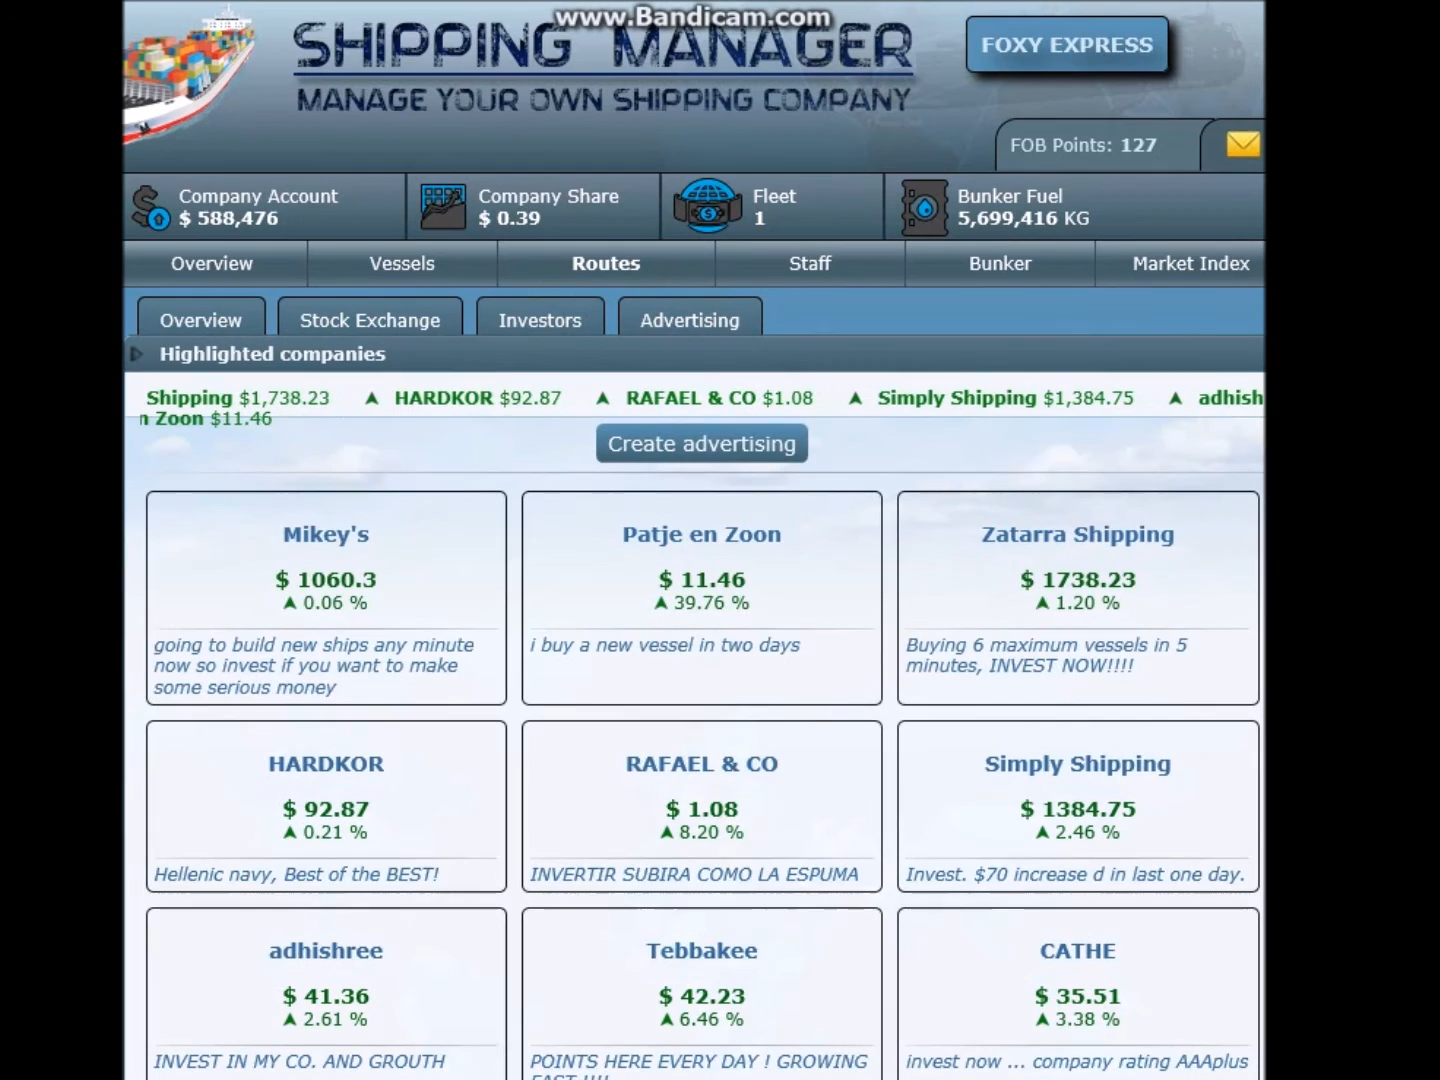 www.Bandicam.com
SHIPPING MANAGER
MANAGE YOUR OWN SHIPPING COMPANY
FOXY EXPRESS
FOB Points: 127
Company Account
$ 588,476
Company Share
$ 0.39
Fleet
1
Bunker Fuel
5,699,416 KG
Overview Vessels Routes Staff Bunker Market Index
Overview Stock Exchange Investors Advertising
Highlighted companies
Shipping $1,738.23 HARDKOR $92.87 RAFAEL & CO $1.08 Simply Shipping $1,384.75 adhish
n Zoon $11.46
Create advertising
Mikey's
$ 1060.3
0.06 %
going to build new ships any minute
now so invest if you want to make
some serious money
Patje en Zoon
$ 11.46
39.76 %
i buy a new vessel in two days
Zatarra Shipping
$ 1738.23
1.20 %
Buying 6 maximum vessels in 5
minutes, INVEST NOW!!!!
HARDKOR
$ 92.87
0.21 %
Hellenic navy, Best of the BEST!
RAFAEL & CO
$ 1.08
8.20 %
INVERTIR SUBIRA COMO LA ESPUMA
Simply Shipping
$ 1384.75
2.46 %
Invest. $70 increase d in last one day.
adhishree
$ 41.36
2.61 %
INVEST IN MY CO. AND GROUTH
Tebbakee
$ 42.23
6.46 %
POINTS HERE EVERY DAY ! GROWING
FAST !!!!
CATHE
$ 35.51
3.38 %
invest now ... company rating AAAplus